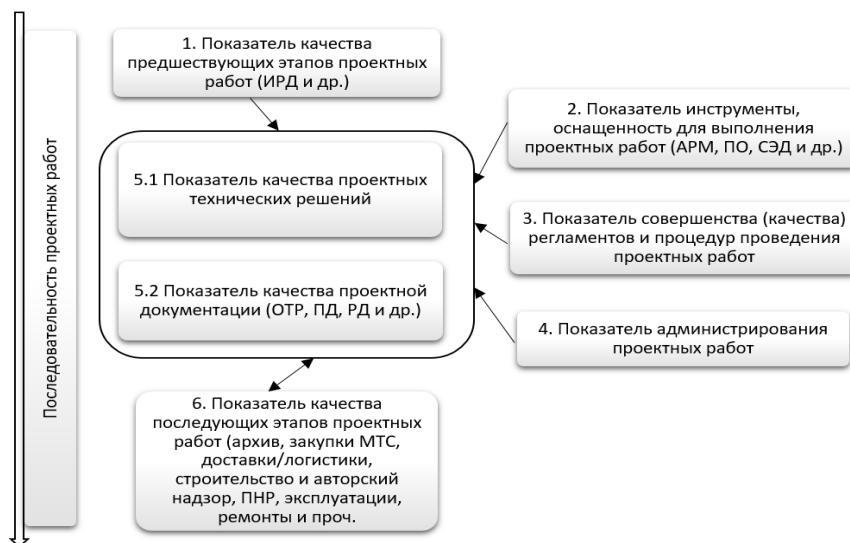 Последовательность проектных работ
1. Показатель качества
предшествующих этапов проектных
работ (ИРД и др.)
2. Показатель инструменты,
оснащенность для выполнения
проектных работ (АРМ, ПО, СЭД и др.)
5.1 Показатель качества проектных
технических решений
3. Показатель совершенства (качества)
регламентов и процедур проведения
проектных работ
5.2 Показатель качества проектной
документации (ОТР, ПД, РД и др.)
4. Показатель администрирования
проектных работ
6. Показатель качества
последующих этапов проектных
работ (архив, закупки МТС,
доставки/логистики,
строительство и авторский
надзор, ПНР, эксплуатации,
ремонты и проч.